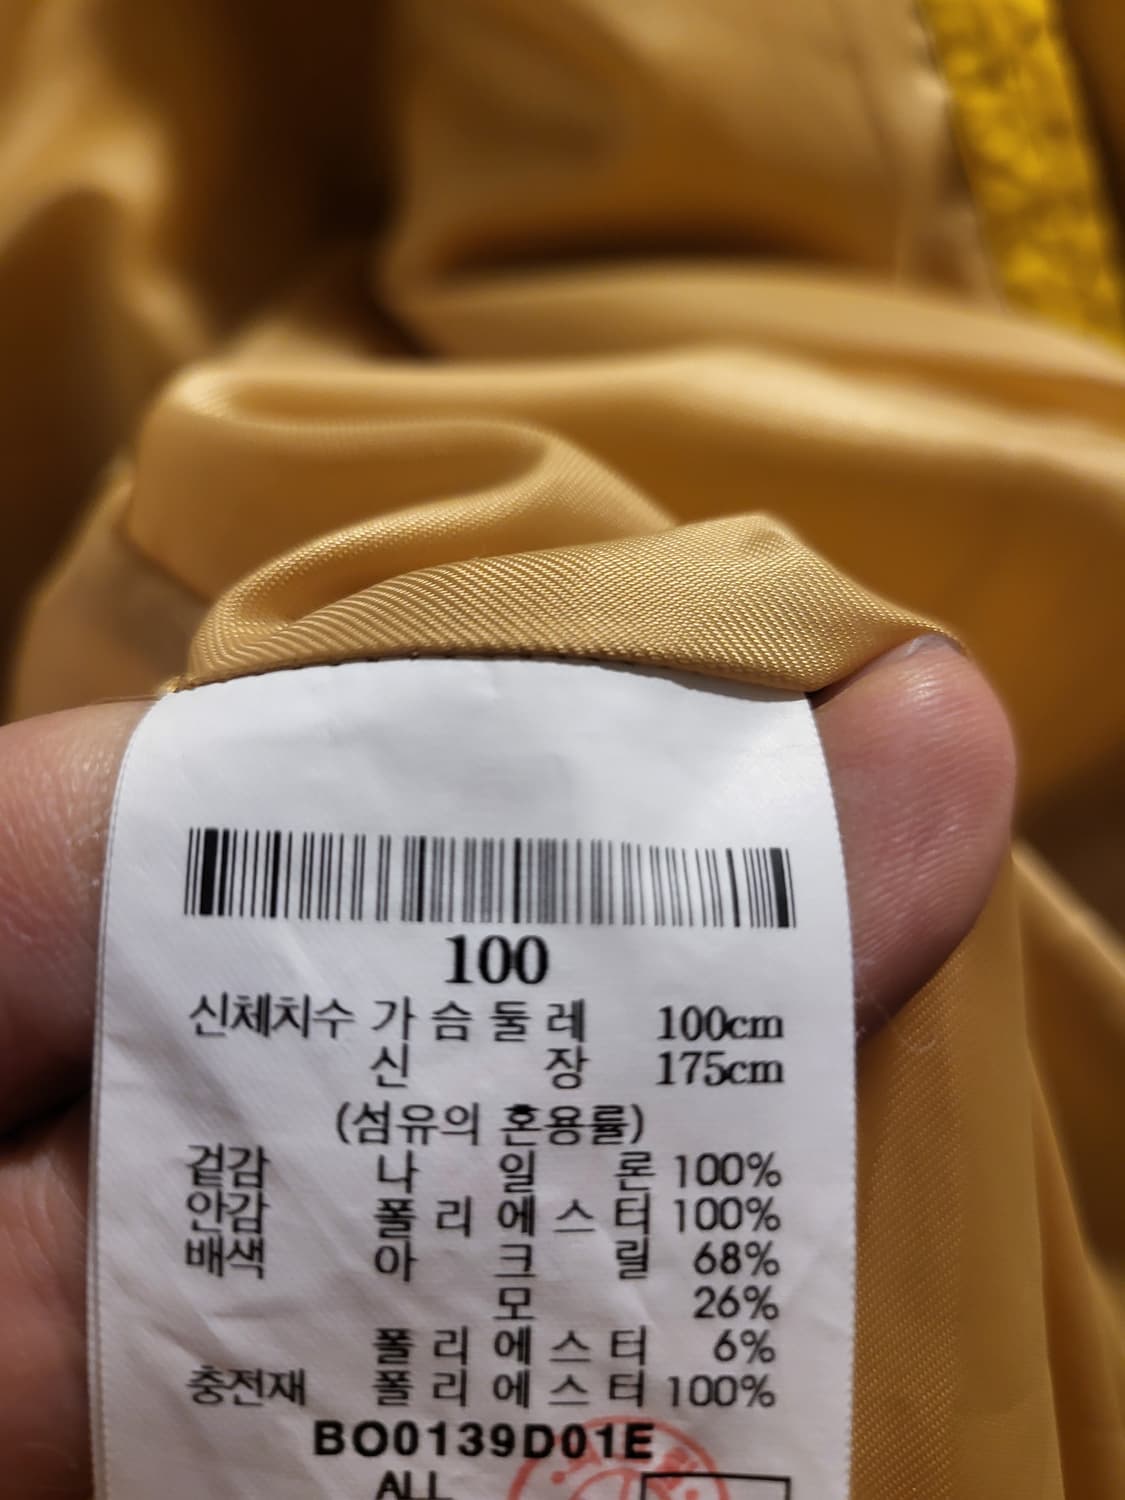 100
신체치수 가슴둘레 100cm
신장 175cm
(섬유의 혼용률)
겉감 나일론 100%
안감 폴리에스터 100%
배색 아크릴 68%
모 26%
폴리에스터 6%
충전재 폴리에스터 100%
BO0139D01E
ALL